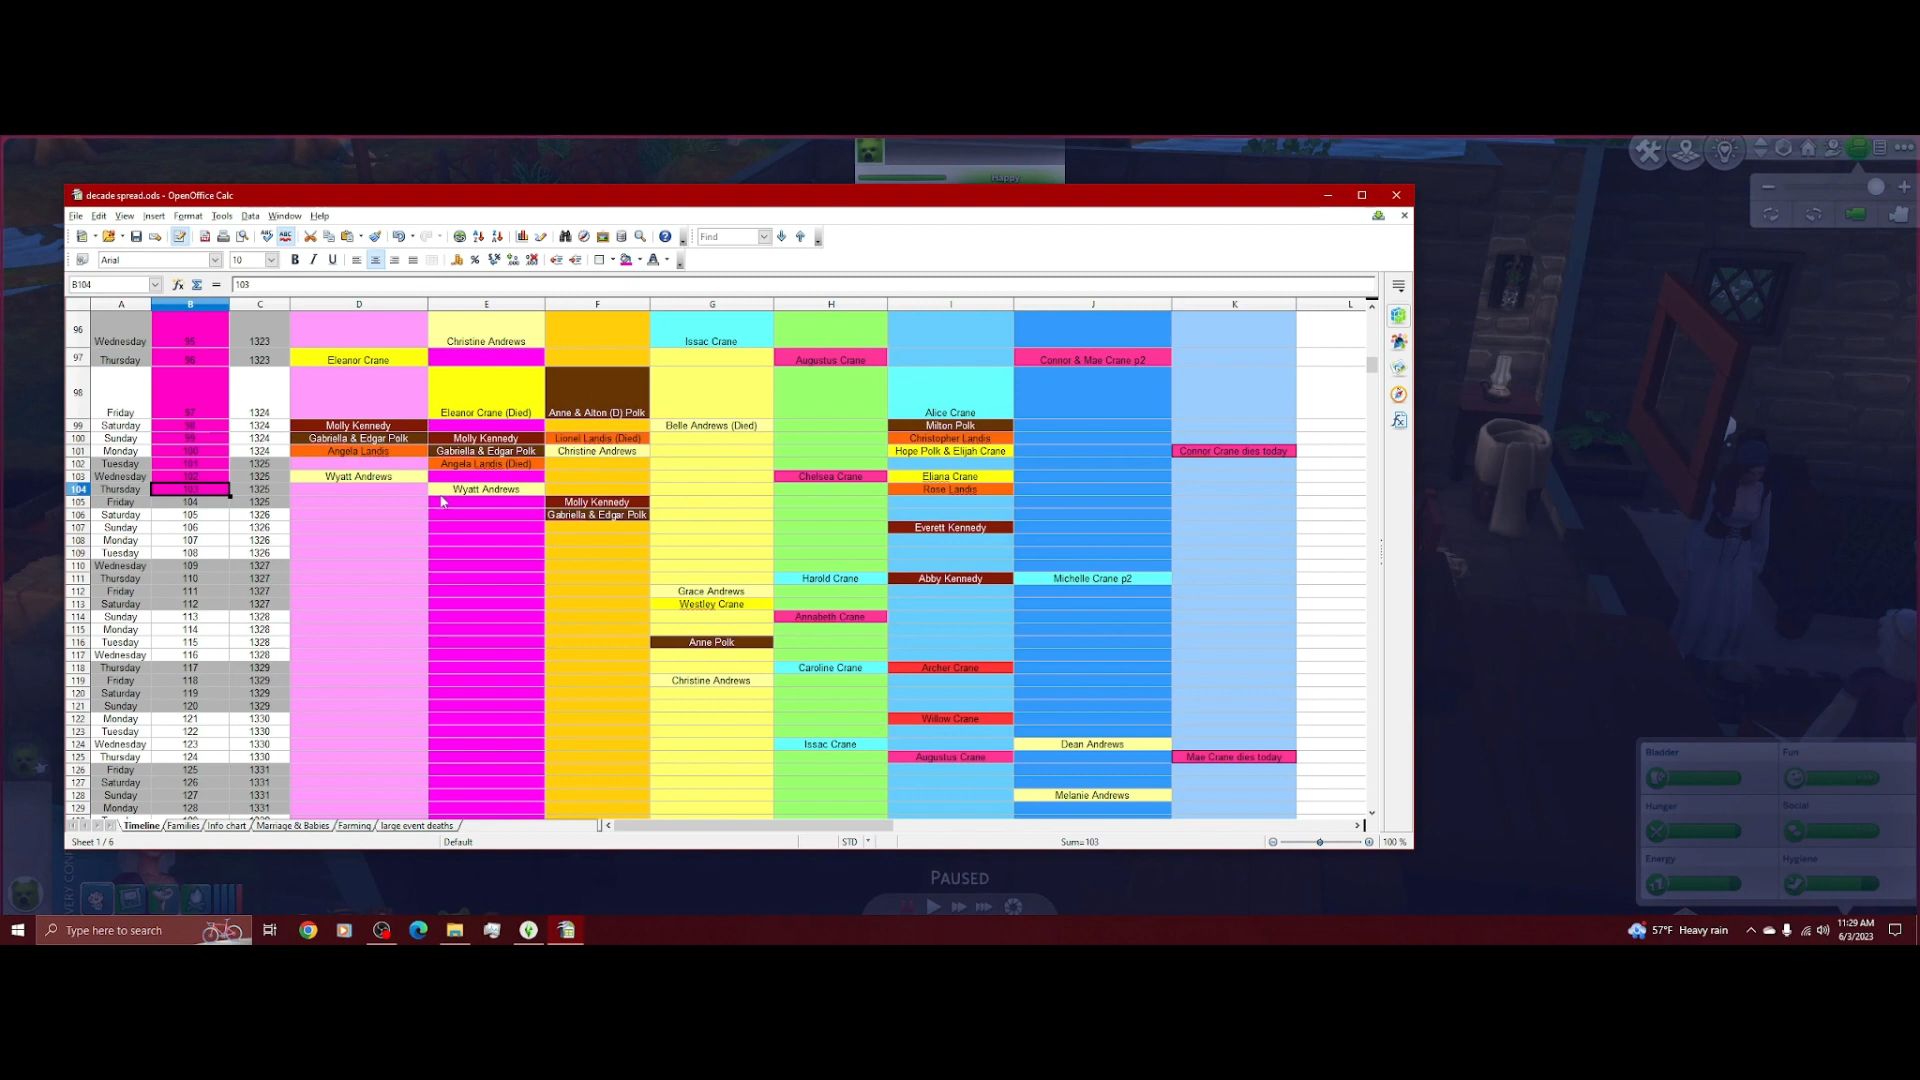 Happy
decade spread.ods - OpenOffice Calc
File Edit View Insert Format Tools Data Window Help
Find
Arial 10
B104 103
A B C D E F G H I J K L
96 Wednesday 95 1323 Christine Andrews Issac Crane
97 Thursday 96 1323 Eleanor Crane Augustus Crane Connor & Mae Crane p2
98 Friday 97 1324 Eleanor Crane (Died) Anne & Alton (D) Polk Alice Crane
99 Saturday 98 1324 Molly Kennedy Belle Andrews (Died) Milton Polk
100 Sunday 99 1324 Gabriella & Edgar Polk Molly Kennedy Lionel Landis (Died) Christopher Landis
101 Monday 100 1324 Angela Landis Gabriella & Edgar Polk Christine Andrews Hope Polk & Elijah Crane Connor Crane dies today
102 Tuesday 101 1325 Angela Landis (Died)
103 Wednesday 102 1325 Wyatt Andrews Chelsea Crane Eliana Crane
104 Thursday 103 1325 Wyatt Andrews Rose Landis
105 Friday 104 1325 Molly Kennedy
106 Saturday 105 1326 Gabriella & Edgar Polk
107 Sunday 106 1326 Everett Kennedy
108 Monday 107 1326
109 Tuesday 108 1326
110 Wednesday 109 1327
111 Thursday 110 1327 Harold Crane Abby Kennedy Michelle Crane p2
112 Friday 111 1327 Grace Andrews
113 Saturday 112 1327 Westley Crane
114 Sunday 113 1328 Annabeth Crane
115 Monday 114 1328
116 Tuesday 115 1328 Anne Polk
117 Wednesday 116 1328
118 Thursday 117 1329 Caroline Crane Archer Crane
119 Friday 118 1329 Christine Andrews
120 Saturday 119 1329
121 Sunday 120 1329
122 Monday 121 1330 Willow Crane
123 Tuesday 122 1330
124 Wednesday 123 1330 Issac Crane Dean Andrews
125 Thursday 124 1330 Augustus Crane Mae Crane dies today
126 Friday 125 1331
127 Saturday 126 1331
128 Sunday 127 1331 Melanie Andrews
129 Monday 128 1331
Timeline Families Info chart Marriage & Babies Farming large event deaths
Sheet 1 / 6 Default STD Sum=103 100 %
Bladder Fun
Hunger Social
Energy Hygiene
VERY CON
PAUSED
Type here to search
57°F Heavy rain
11:29 AM
6/3/2023